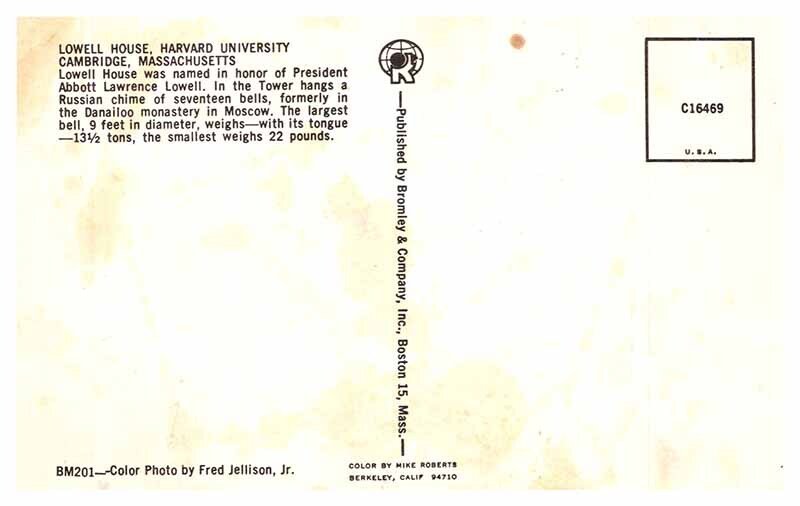 LOWELL HOUSE, HARVARD UNIVERSITY
CAMBRIDGE, MASSACHUSETTS
Lowell House was named in honor of President
Abbott Lawrence Lowell. In the Tower hangs a
Russian chime of seventeen bells, formerly in
the Danailoo monastery in Moscow. The largest
bell, 9 feet in diameter, weighs—with its tongue
—13½ tons, the smallest weighs 22 pounds.
BM201—Color Photo by Fred Jellison, Jr.
R
—Published by Bromley & Company, Inc., Boston 15, Mass.—
COLOR BY MIKE ROBERTS
BERKELEY, CALIF 94710
C16469
U.S.A.